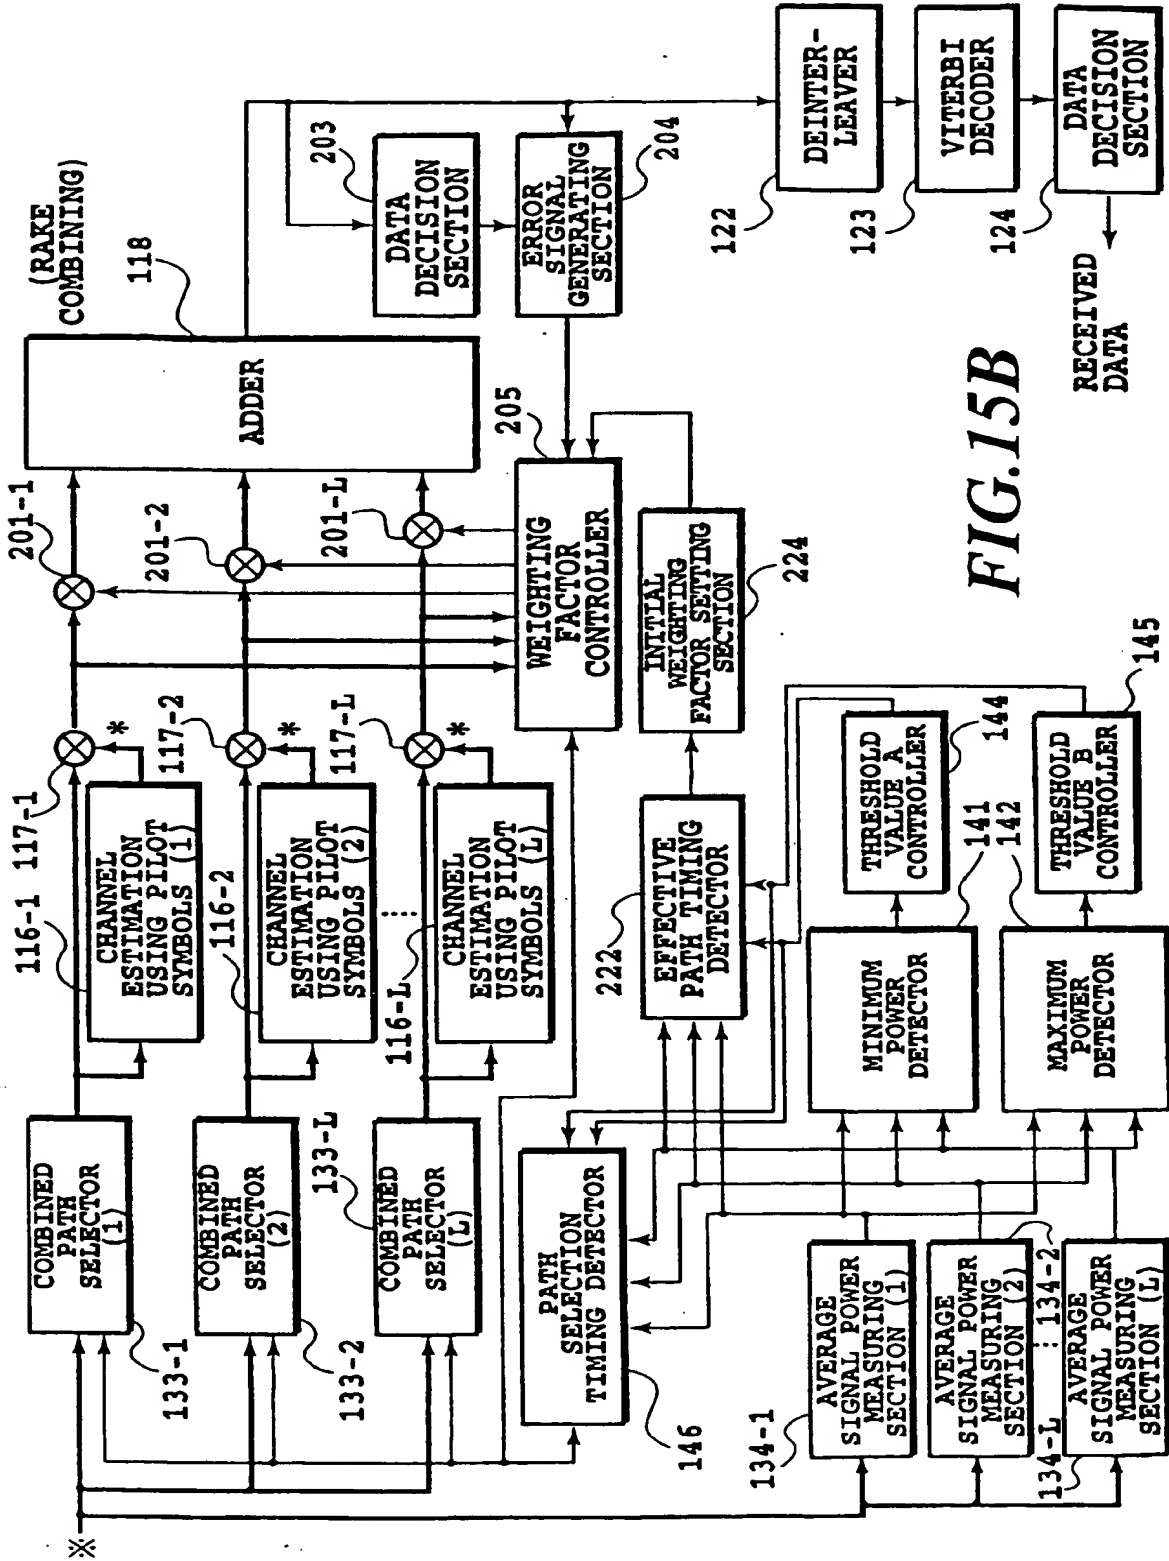 ※
COMBINED
PATH
SELECTOR
(1)
133-1
COMBINED
PATH
SELECTOR
(2)
133-2
COMBINED
PATH
SELECTOR
(L)
133-L
116-1
117-1
CHANNEL
ESTIMATION
USING PILOT
SYMBOLS (1)
*
116-2
117-2
CHANNEL
ESTIMATION
USING PILOT
SYMBOLS (2)
*
116-L
117-L
CHANNEL
ESTIMATION
USING PILOT
SYMBOLS (L)
*
201-1
201-2
201-L
(RAKE
COMBINING)
118
ADDER
203
DATA
DECISION
SECTION
ERROR
SIGNAL
GENERATING
SECTION
204
205
WEIGHTING
FACTOR
CONTROLLER
INITIAL
WEIGHTING
FACTOR SETTING
SECTION
224
PATH
SELECTION
TIMING DETECTOR
146
222
EFFECTIVE
PATH TIMING
DETECTOR
134-1
AVERAGE
SIGNAL POWER
MEASURING
SECTION (1)
AVERAGE
SIGNAL POWER
MEASURING
SECTION (2)
134-2
134-L
AVERAGE
SIGNAL POWER
MEASURING
SECTION (L)
MINIMUM
POWER
DETECTOR
141
142
MAXIMUM
POWER
DETECTOR
THRESHOLD
VALUE A
CONTROLLER
144
THRESHOLD
VALUE B
CONTROLLER
145
122
DEINTER-
LEAVER
123
VITERBI
DECODER
124
DATA
DECISION
SECTION
RECEIVED
DATA
FIG.15B